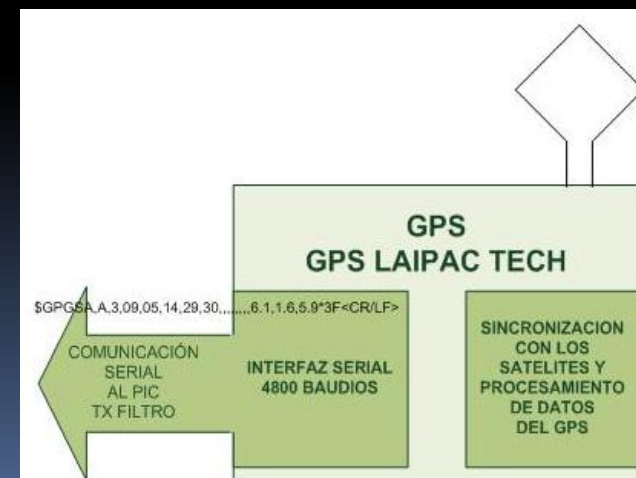 GPS
GPS LAIPAC TECH
$GPGSA,A,3,09,05,14,29,30,,,,,,,,6.1,1.6,5.9*3F<CR/LF>
COMUNICACIÓN
SERIAL
AL PIC
TX FILTRO
INTERFAZ SERIAL
4800 BAUDIOS
SINCRONIZACION
CON LOS
SATELITES Y
PROCESAMIENTO
DE DATOS
DEL GPS